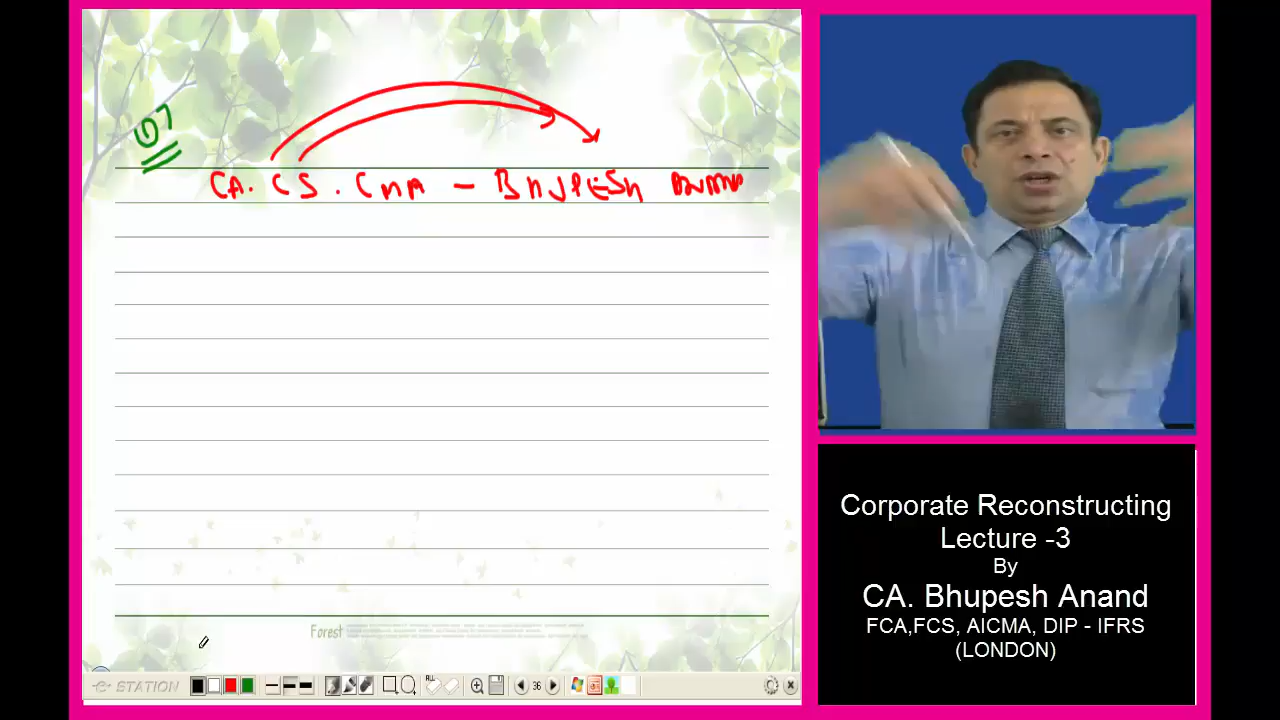 07
CA. CS. CMA - BHUPESH ANAND
Forest
e-STATION
36
Corporate Reconstructing
Lecture -3
By
CA. Bhupesh Anand
FCA,FCS, AICMA, DIP - IFRS
(LONDON)